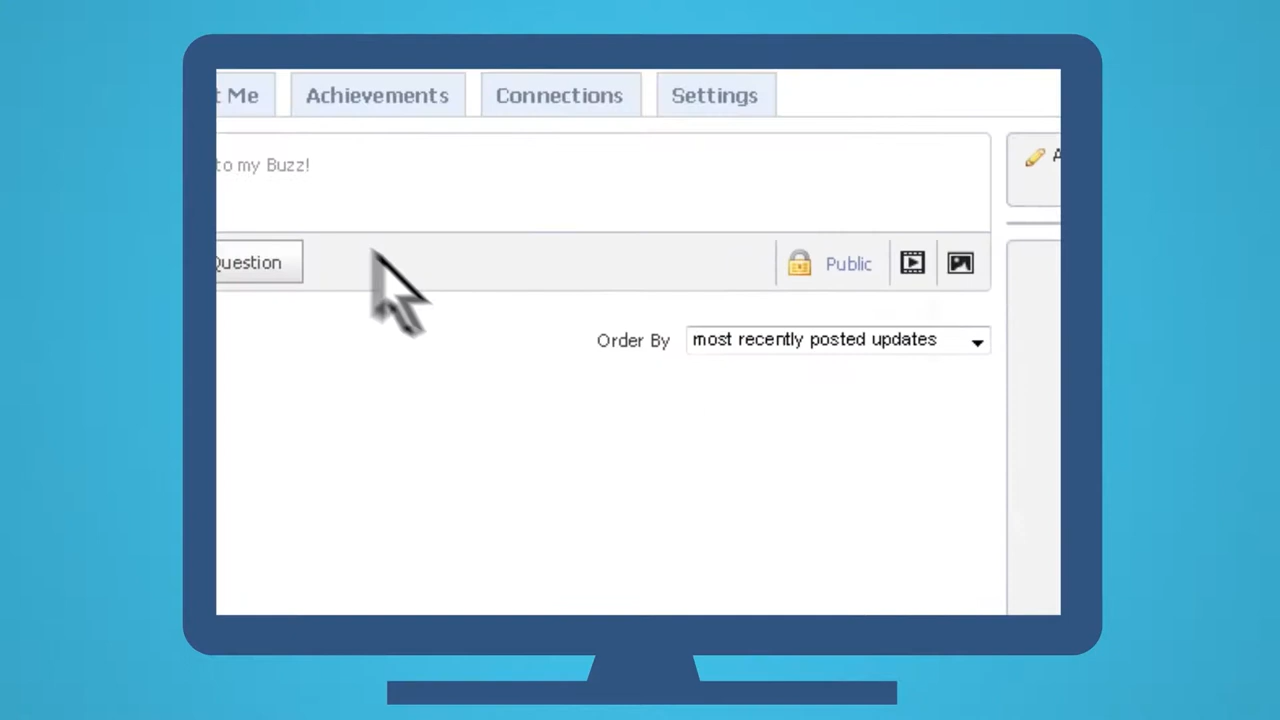 t Me Achievements Connections Settings
to my Buzz!
Question Public
Order By most recently posted updates